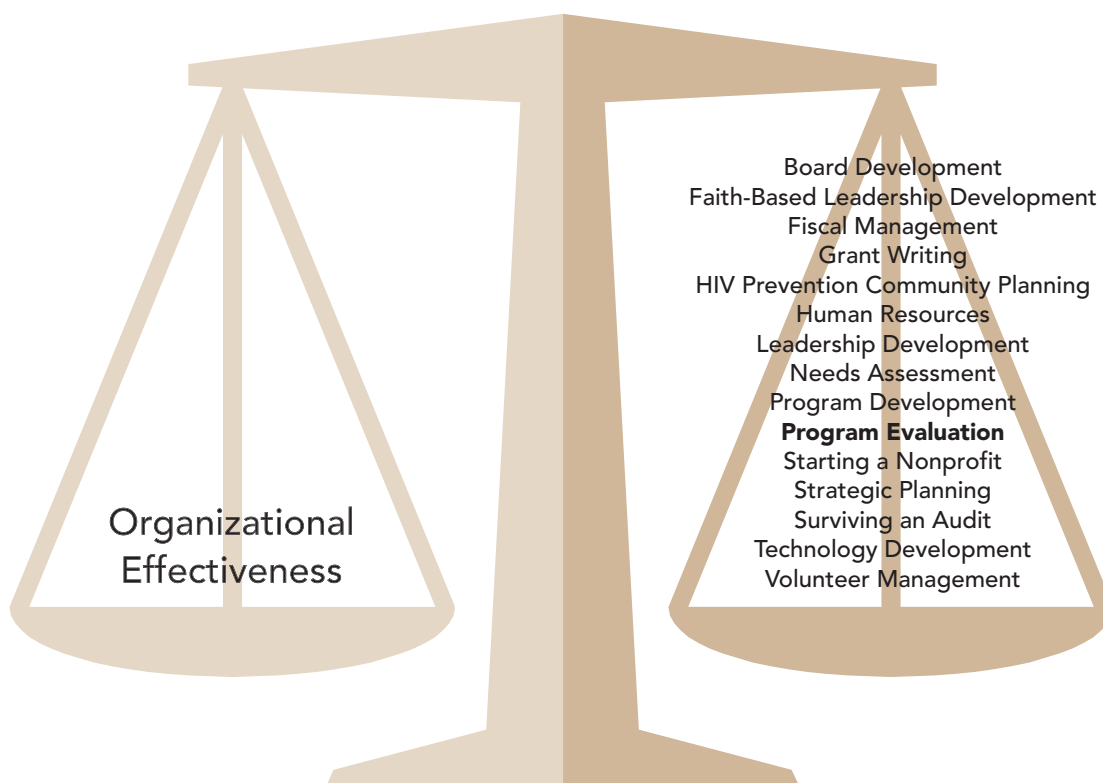 Board Development
Faith-Based Leadership Development
Fiscal Management
Grant Writing
HIV Prevention Community Planning
Human Resources
Leadership Development
Needs Assessment
Program Development
Program Evaluation
Starting a Nonprofit
Strategic Planning
Surviving an Audit
Technology Development
Volunteer Management
Organizational
Effectiveness